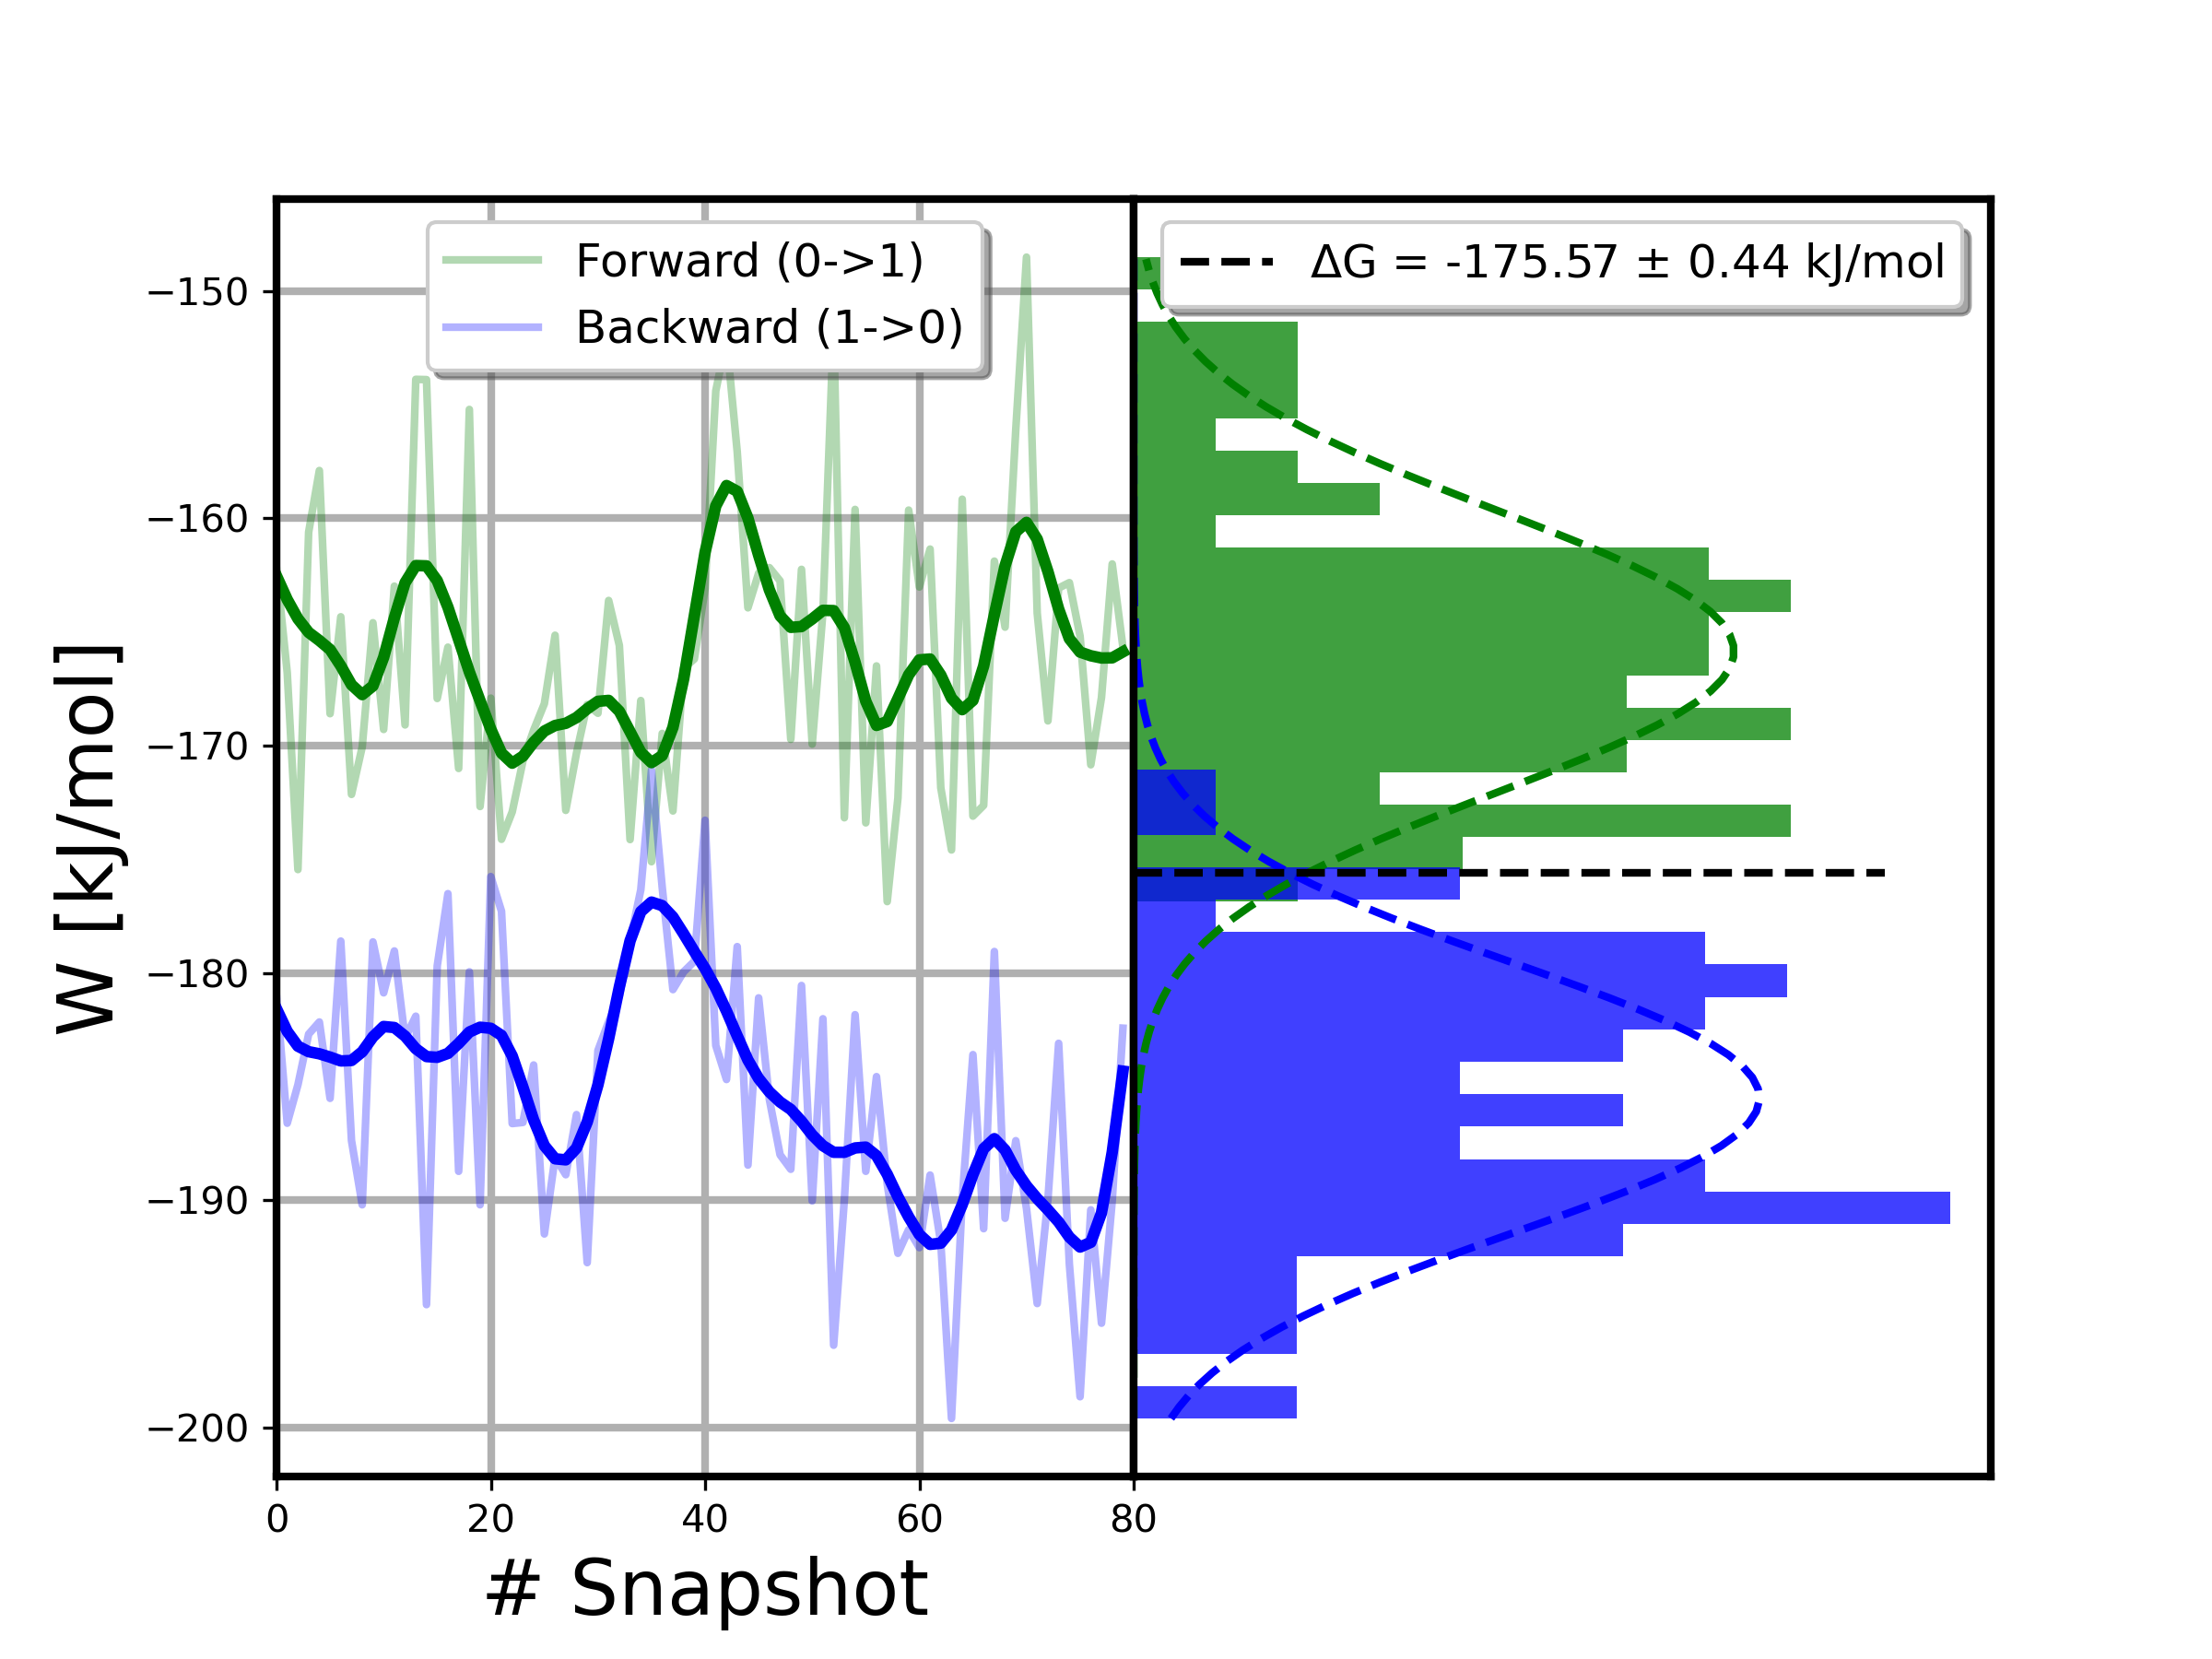 Forward (0->1)
Backward (1->0)
ΔG = -175.57 ± 0.44 kJ/mol
W [kJ/mol]
−150
−160
−170
−180
−190
−200
0 20 40 60 80
# Snapshot